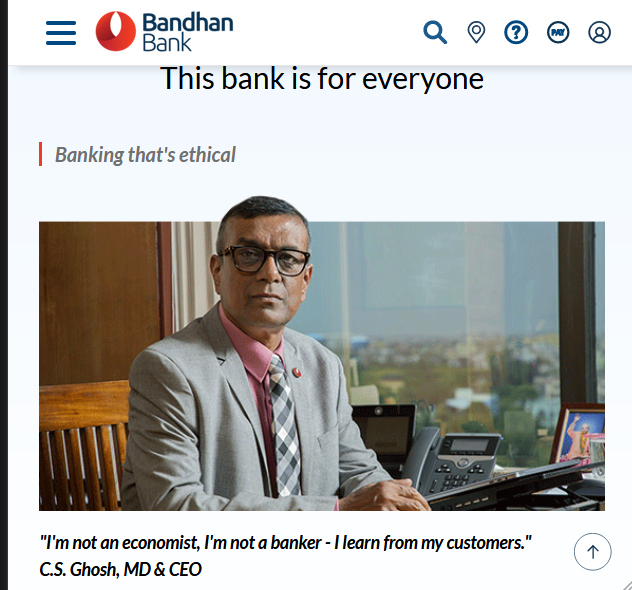 Bandhan
Bank
?
PAY
This bank is for everyone
Banking that's ethical
"I'm not an economist, I'm not a banker - I learn from my customers."
C.S. Ghosh, MD & CEO